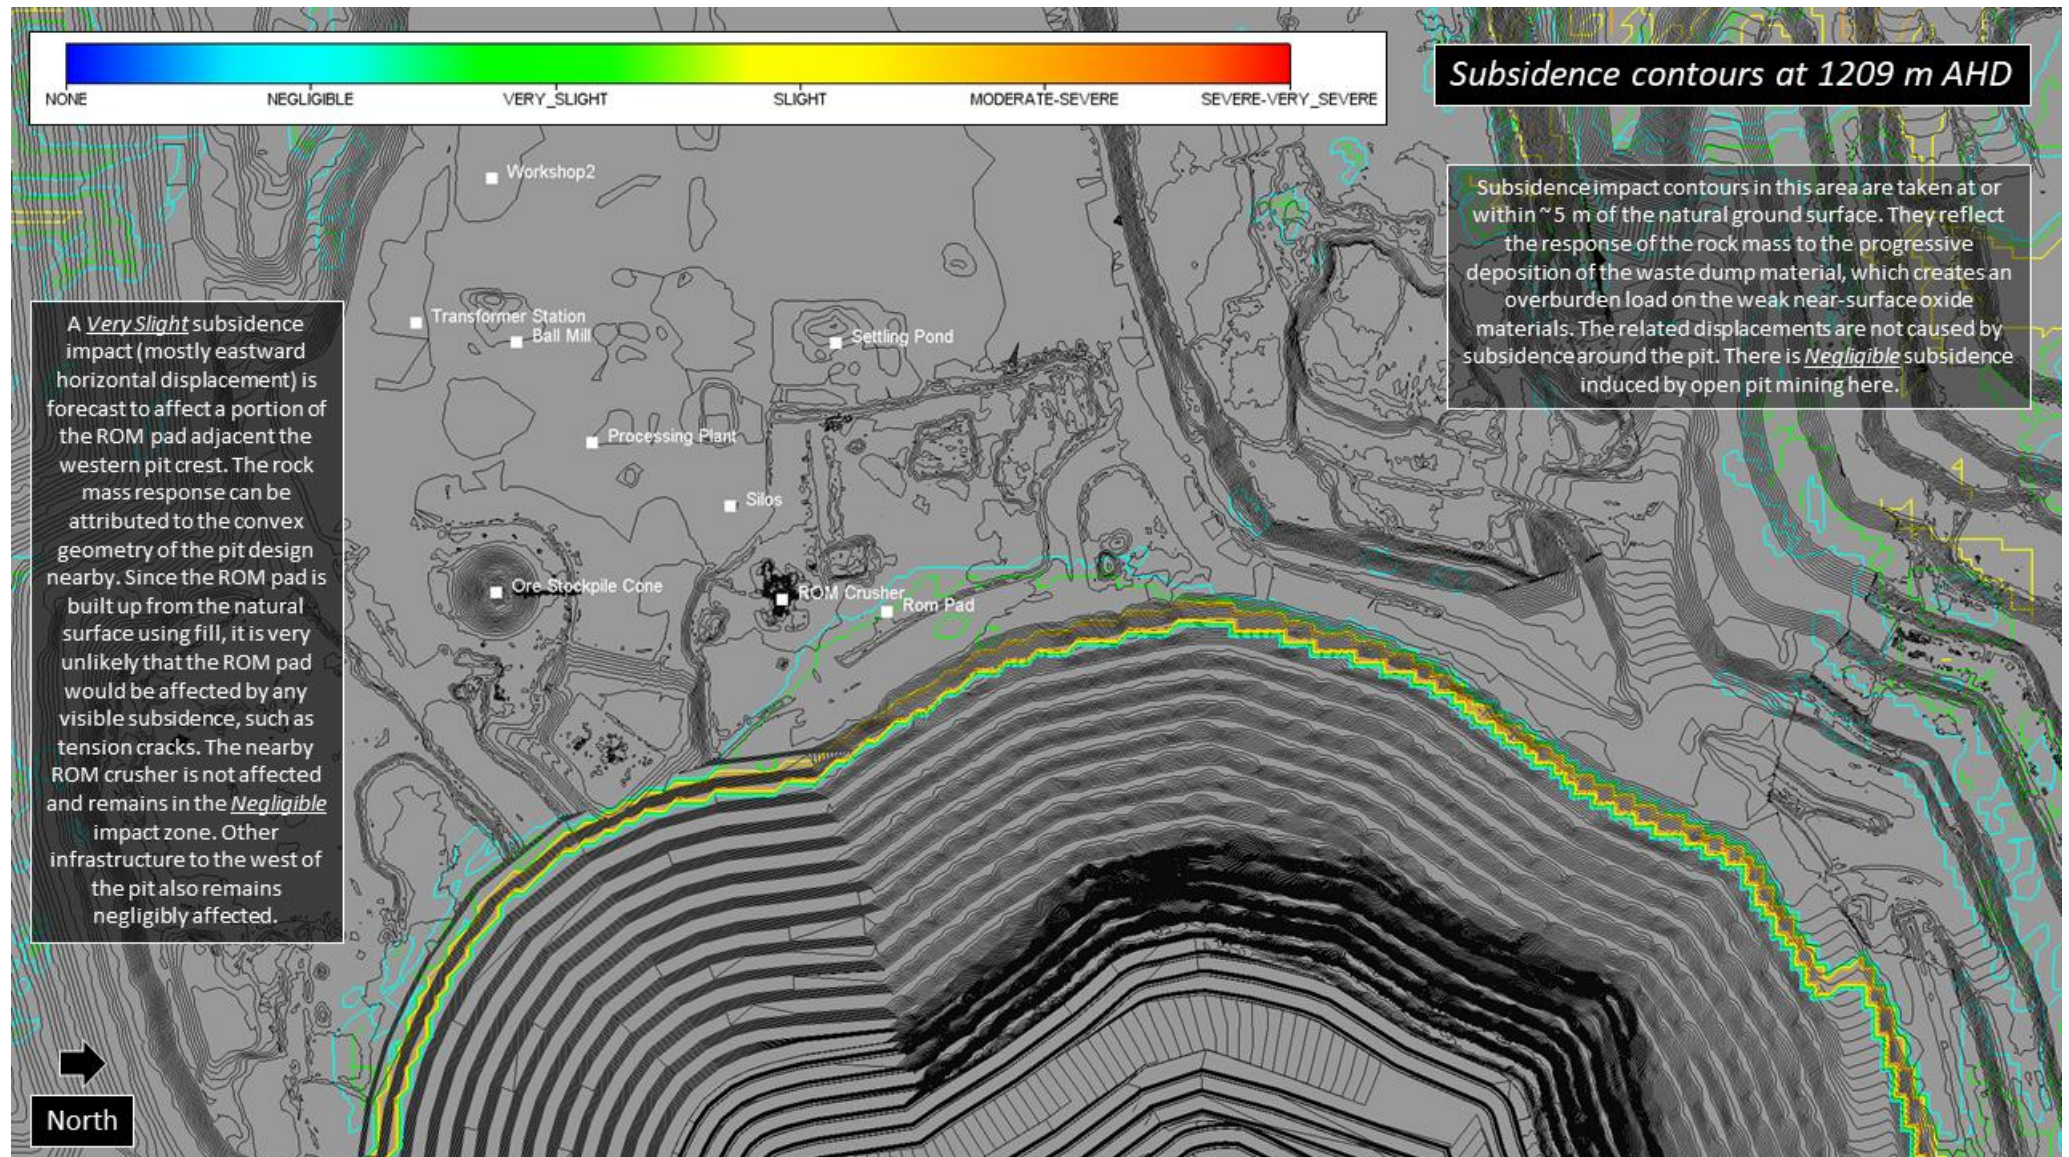 Subsidence contours at 1209 m AHD
NONE
NEGLIGIBLE
VERY_SLIGHT
SLIGHT
MODERATE-SEVERE
SEVERE-VERY_SEVERE
Workshop2
Transformer Station
Ball Mill
Settling Pond
Processing Plant
Silos
Ore Stockpile Cone
ROM Crusher
Rom Pad
Subsidence impact contours in this area are taken at or
within ~5 m of the natural ground surface. They reflect
the response of the rock mass to the progressive
deposition of the waste dump material, which creates an
overburden load on the weak near-surface oxide
materials. The related displacements are not caused by
subsidence around the pit. There is Negligible subsidence
induced by open pit mining here.
A Very Slight subsidence
impact (mostly eastward
horizontal displacement) is
forecast to affect a portion of
the ROM pad adjacent the
western pit crest. The rock
mass response can be
attributed to the convex
geometry of the pit design
nearby. Since the ROM pad is
built up from the natural
surface using fill, it is very
unlikely that the ROM pad
would be affected by any
visible subsidence, such as
tension cracks. The nearby
ROM crusher is not affected
and remains in the Negligible
impact zone. Other
infrastructure to the west of
the pit also remains
negligibly affected.
North